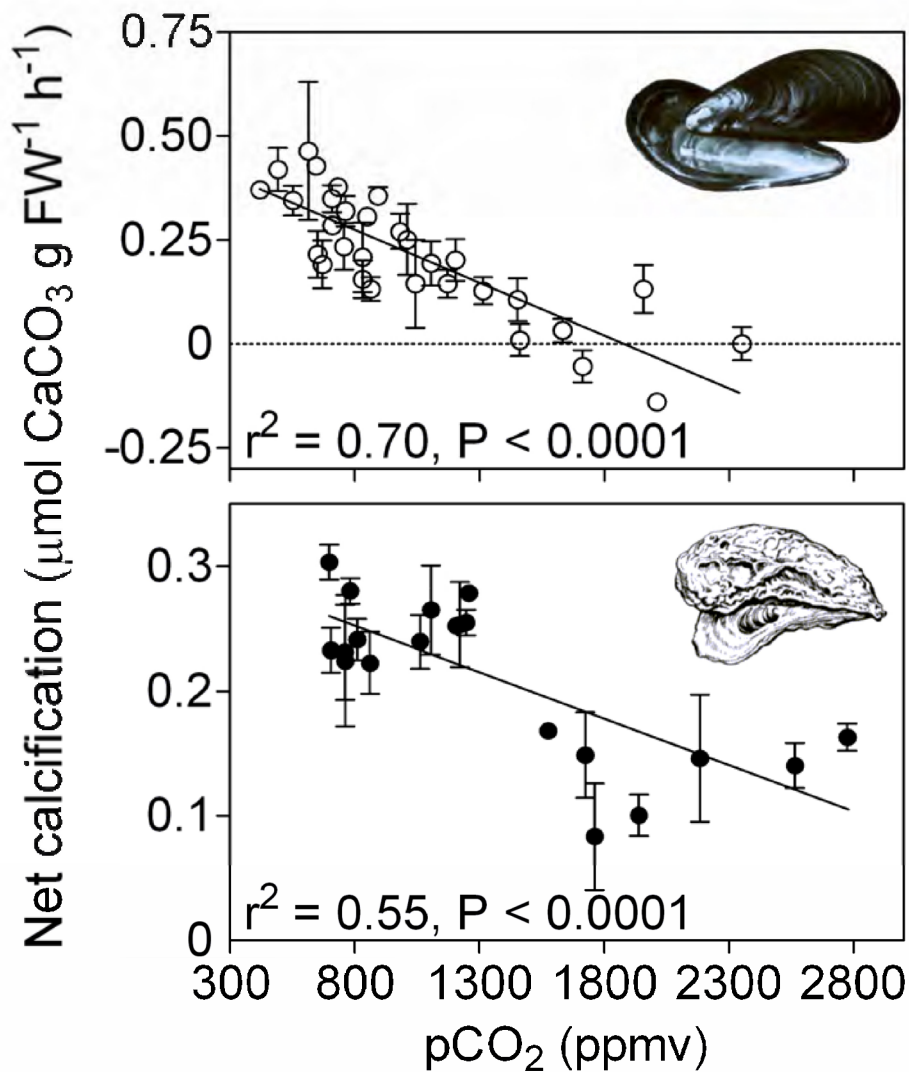 Net calcification (μmol CaCO₃ g FW⁻¹ h⁻¹)
0.75
0.50
0.25
0
-0.25
r² = 0.70, P < 0.0001
0.3
0.2
0.1
0
r² = 0.55, P < 0.0001
300 800 1300 1800 2300 2800
pCO₂ (ppmv)